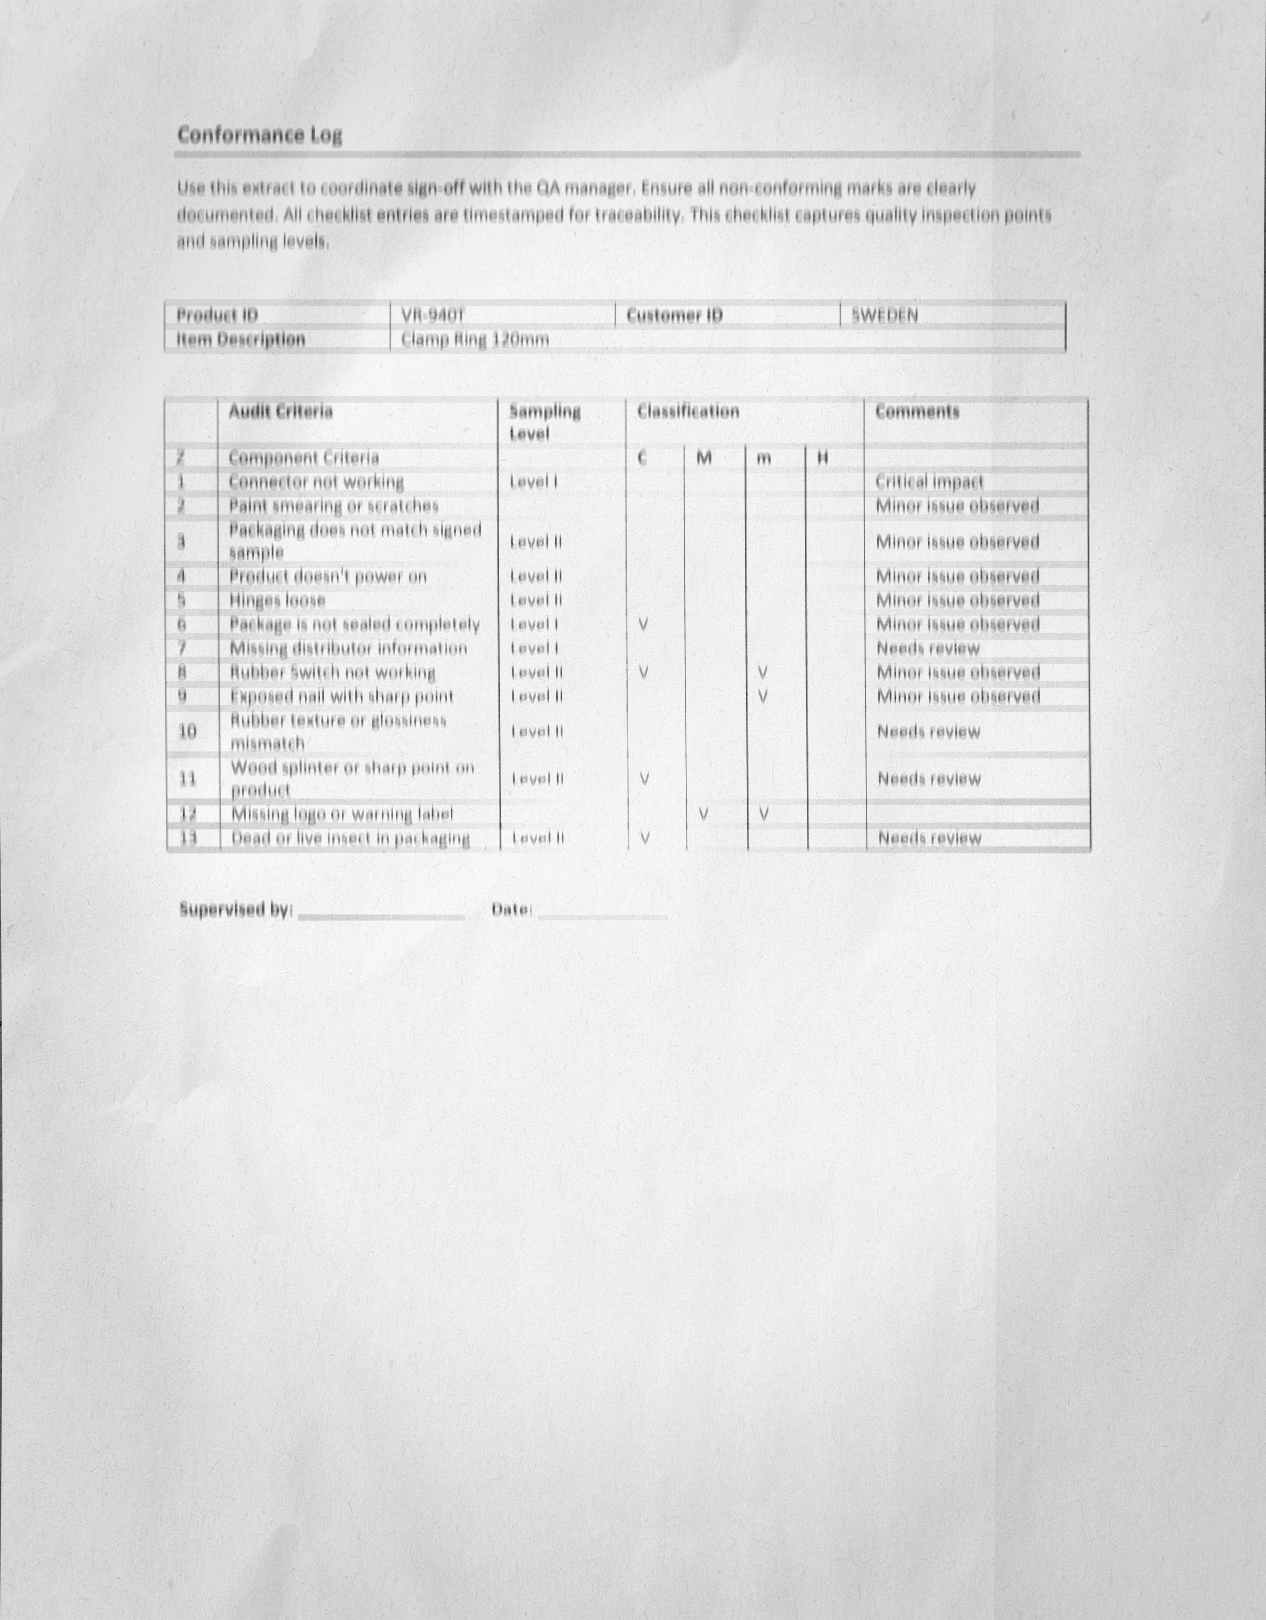 Conformance Log
Use this extract to coordinate sign-off with the QA manager. Ensure all non-conforming marks are clearly
documented. All checklist entries are timestamped for traceability. This checklist captures quality inspection points
and sampling levels.
Product ID VR-940T Customer ID SWEDEN
Item Description Clamp Ring 120mm
Audit Criteria Sampling Level Classification Comments
Component Criteria C M m H
1 Connector not working Level I Critical impact
2 Paint smearing or scratches Minor issue observed
3 Packaging does not match signed sample Level II Minor issue observed
4 Product doesn't power on Level II Minor issue observed
5 Hinges loose Level II Minor issue observed
6 Package is not sealed completely Level I V Minor issue observed
7 Missing distributor information Level I Needs review
8 Rubber Switch not working Level II V V Minor issue observed
9 Exposed nail with sharp point Level II V Minor issue observed
10 Rubber texture or glossiness mismatch Level II Needs review
11 Wood splinter or sharp point on product Level II V Needs review
12 Missing logo or warning label V V
13 Dead or live insect in packaging Level II V Needs review
Supervised by: Date: